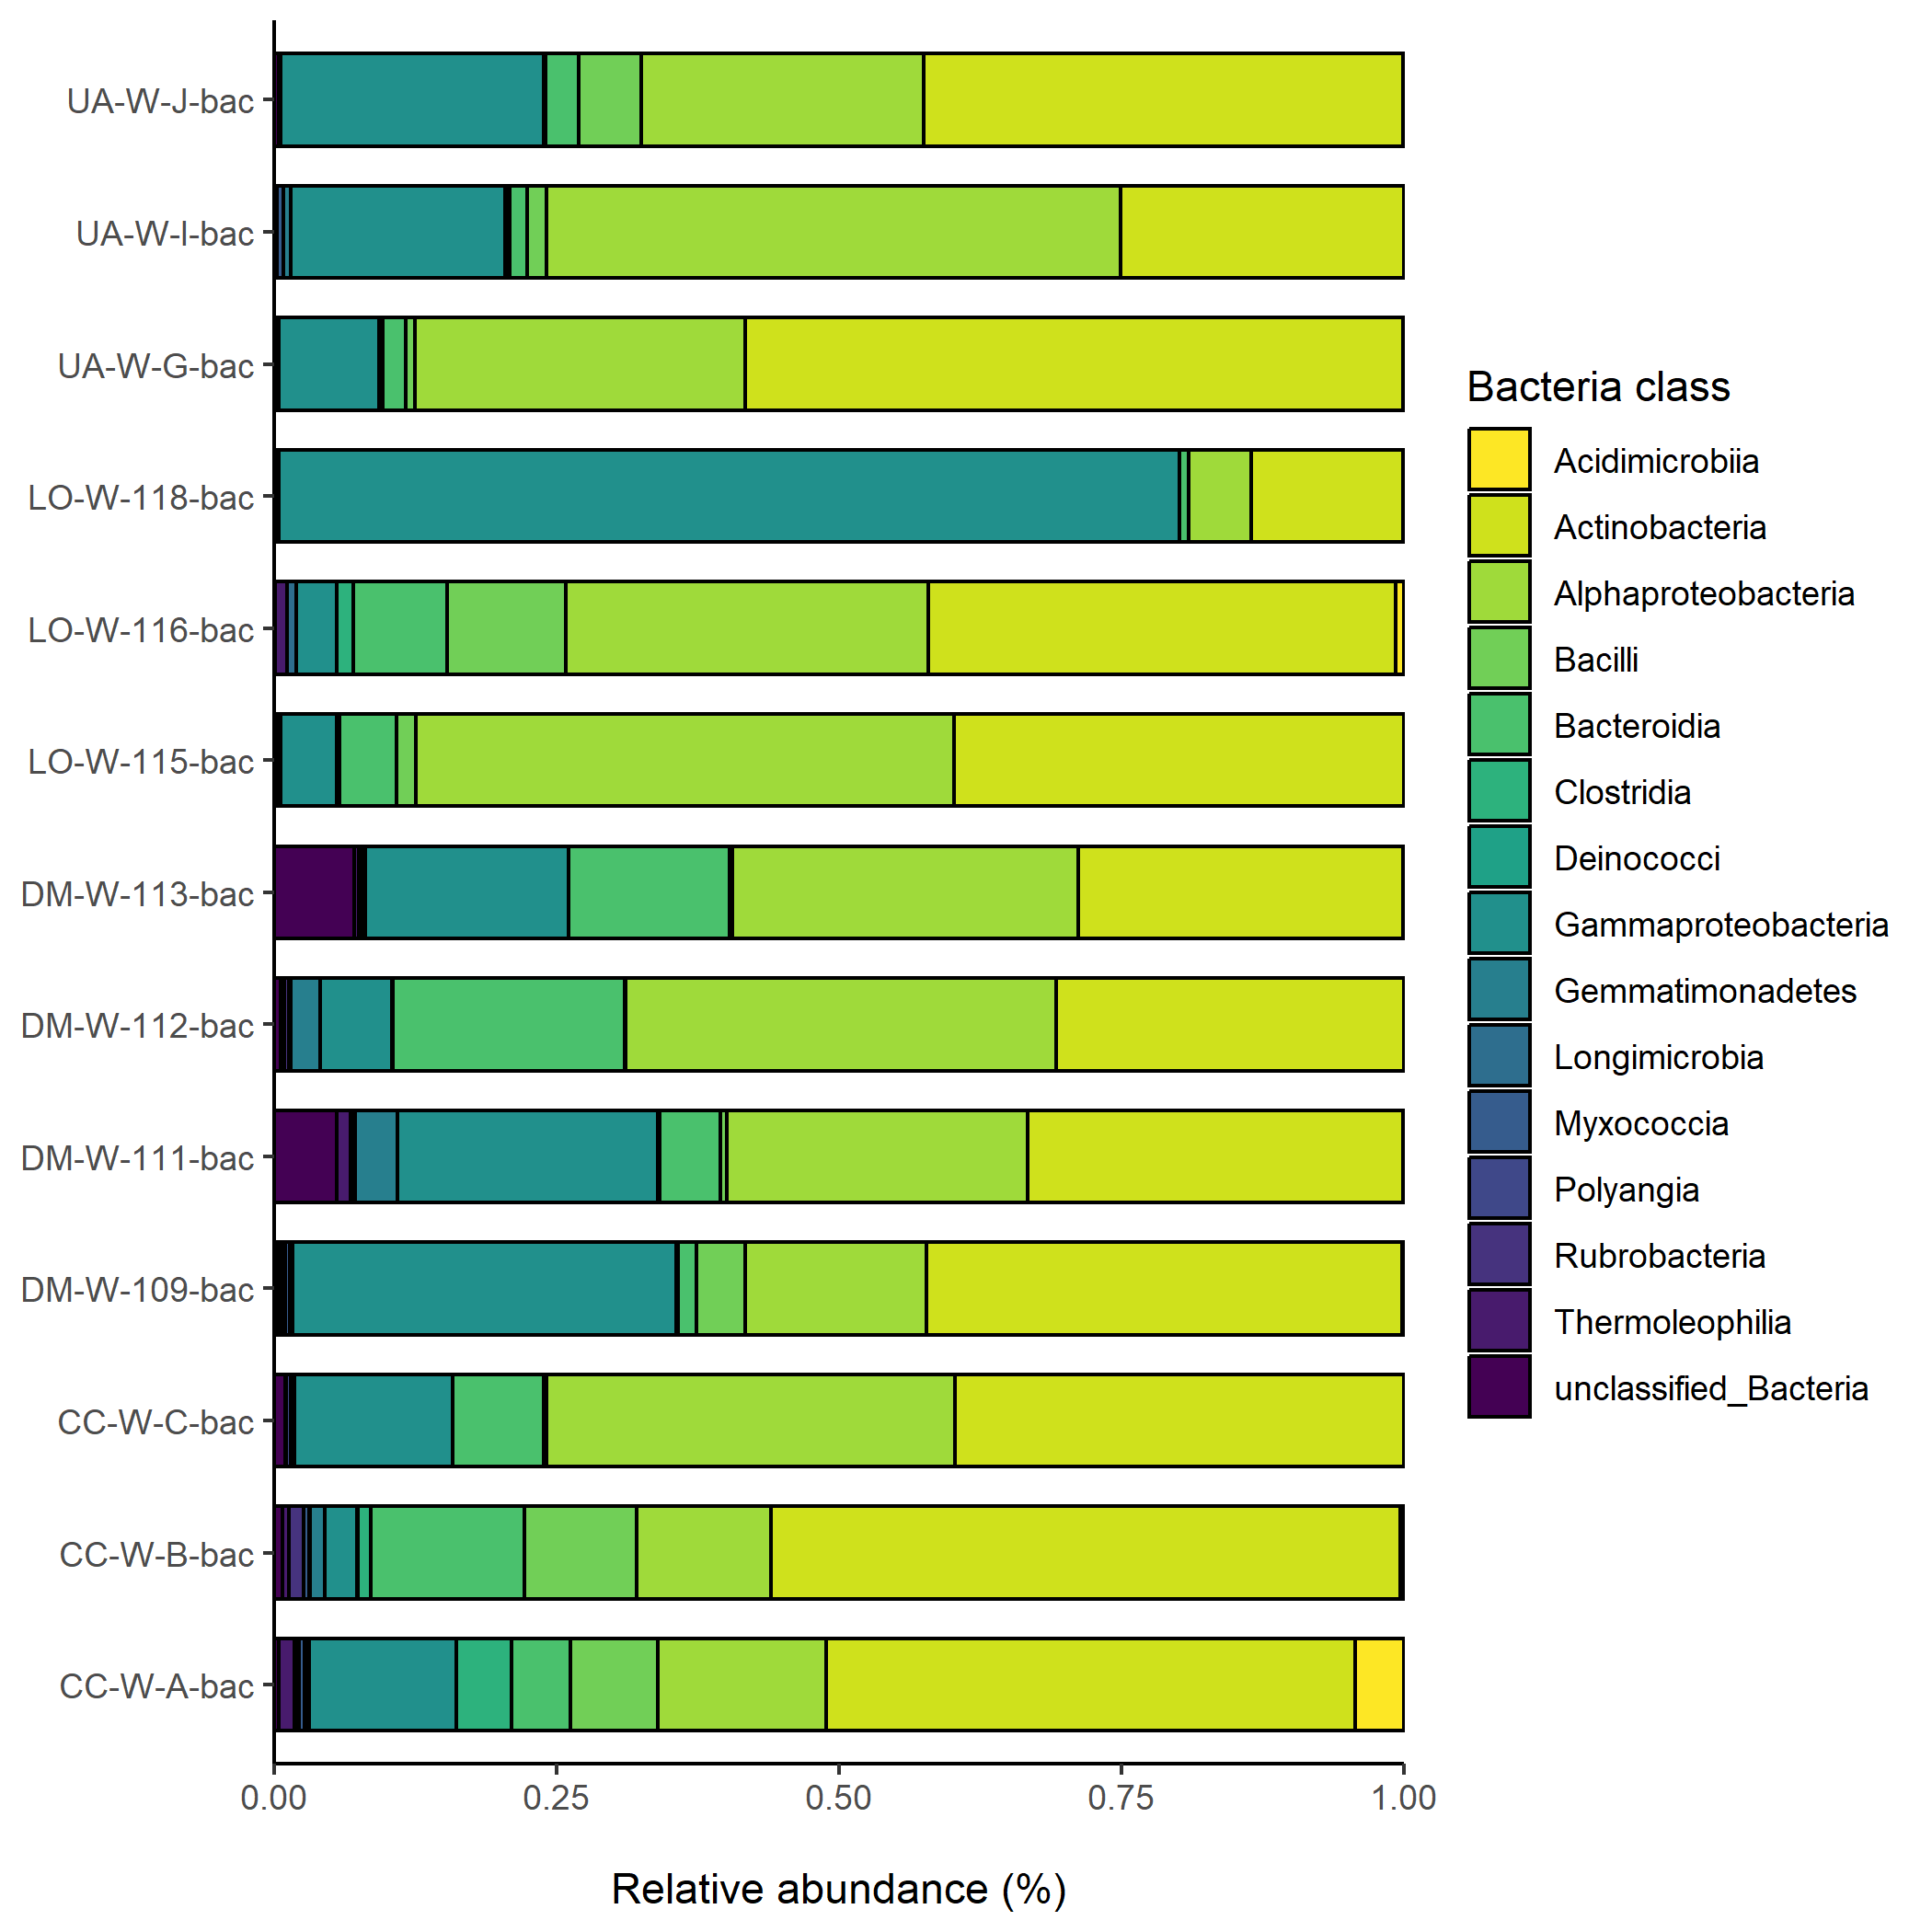 UA-W-J-bac
UA-W-I-bac
UA-W-G-bac
LO-W-118-bac
LO-W-116-bac
LO-W-115-bac
DM-W-113-bac
DM-W-112-bac
DM-W-111-bac
DM-W-109-bac
CC-W-C-bac
CC-W-B-bac
CC-W-A-bac
0.00 0.25 0.50 0.75 1.00
Relative abundance (%)
Bacteria class
Acidimicrobiia
Actinobacteria
Alphaproteobacteria
Bacilli
Bacteroidia
Clostridia
Deinococci
Gammaproteobacteria
Gemmatimonadetes
Longimicrobia
Myxococcia
Polyangia
Rubrobacteria
Thermoleophilia
unclassified_Bacteria